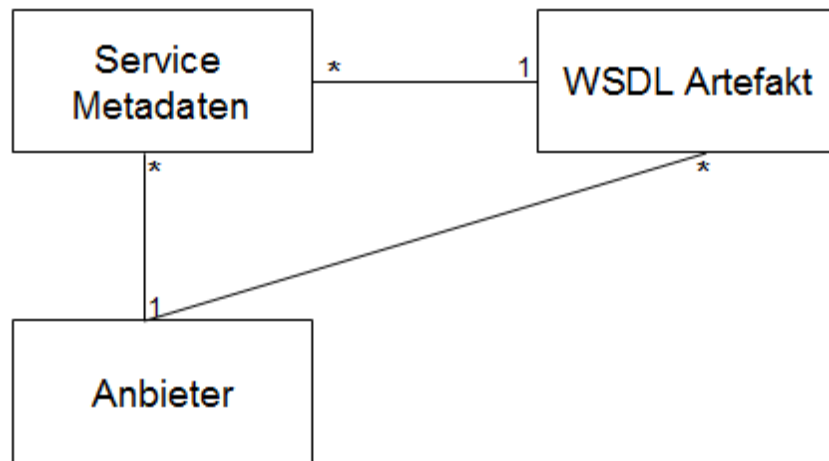 Service
Metadaten
*
1
WSDL Artefakt
*
*
1
Anbieter